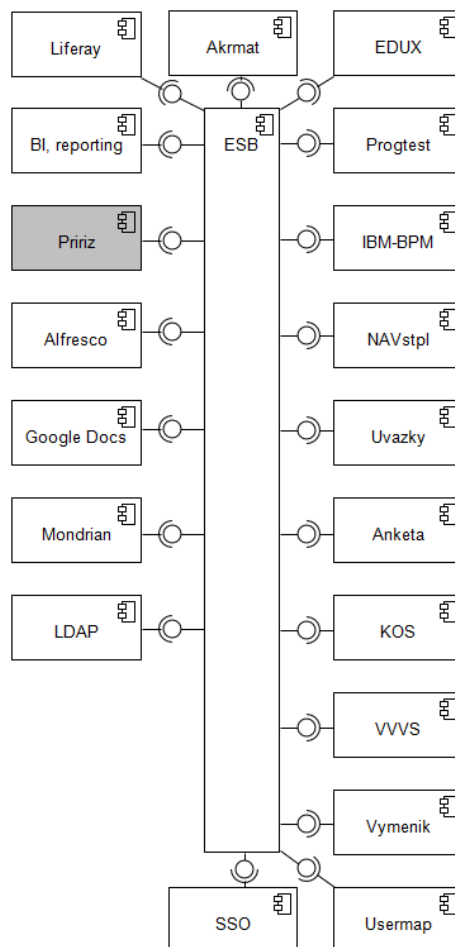 Liferay
Akrmat
EDUX
BI, reporting
ESB
Progtest
Pririz
IBM-BPM
Alfresco
NAVstpl
Google Docs
Uvazky
Mondrian
Anketa
LDAP
KOS
VVVS
Vymenik
SSO
Usermap